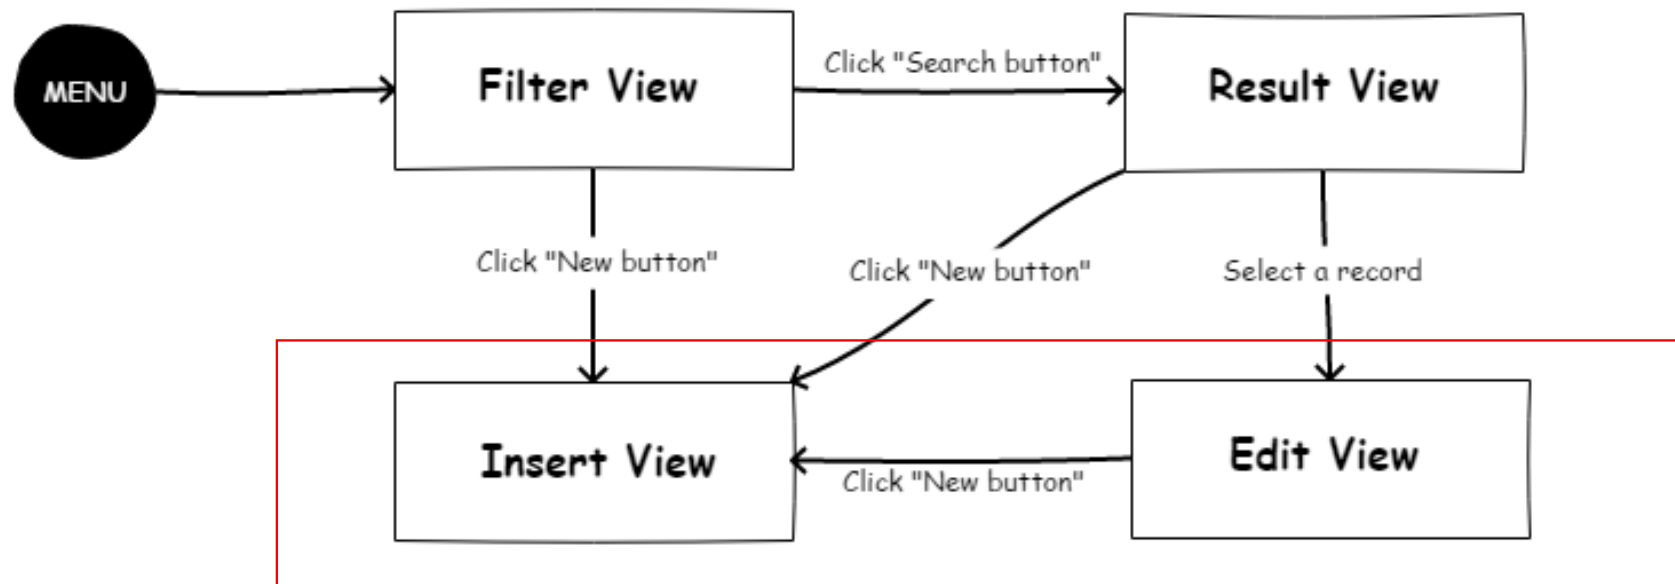 MENU
Filter View
Click "Search button"
Result View
Click "New button"
Click "New button"
Select a record
Insert View
Click "New button"
Edit View